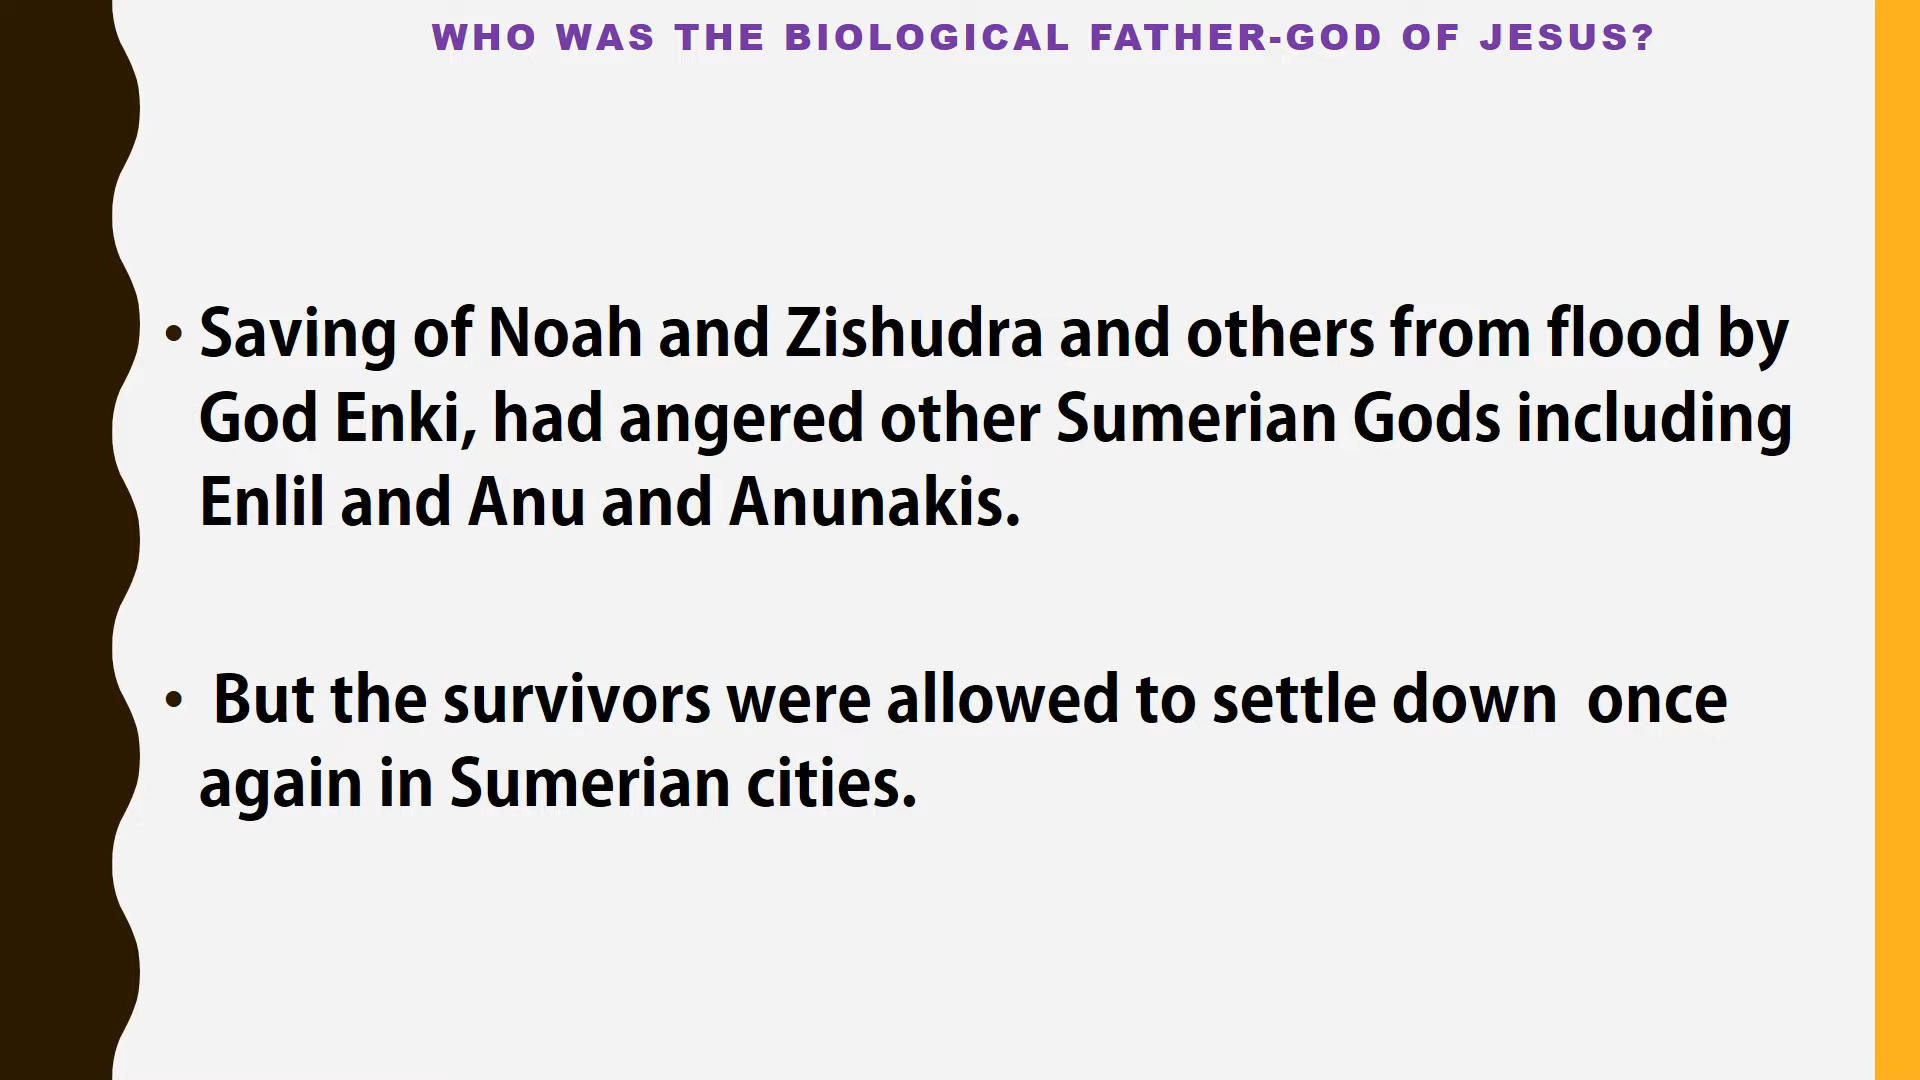 WHO WAS THE BIOLOGICAL FATHER-GOD OF JESUS?
• Saving of Noah and Zishudra and others from flood by
God Enki, had angered other Sumerian Gods including
Enlil and Anu and Anunakis.
• But the survivors were allowed to settle down  once
again in Sumerian cities.